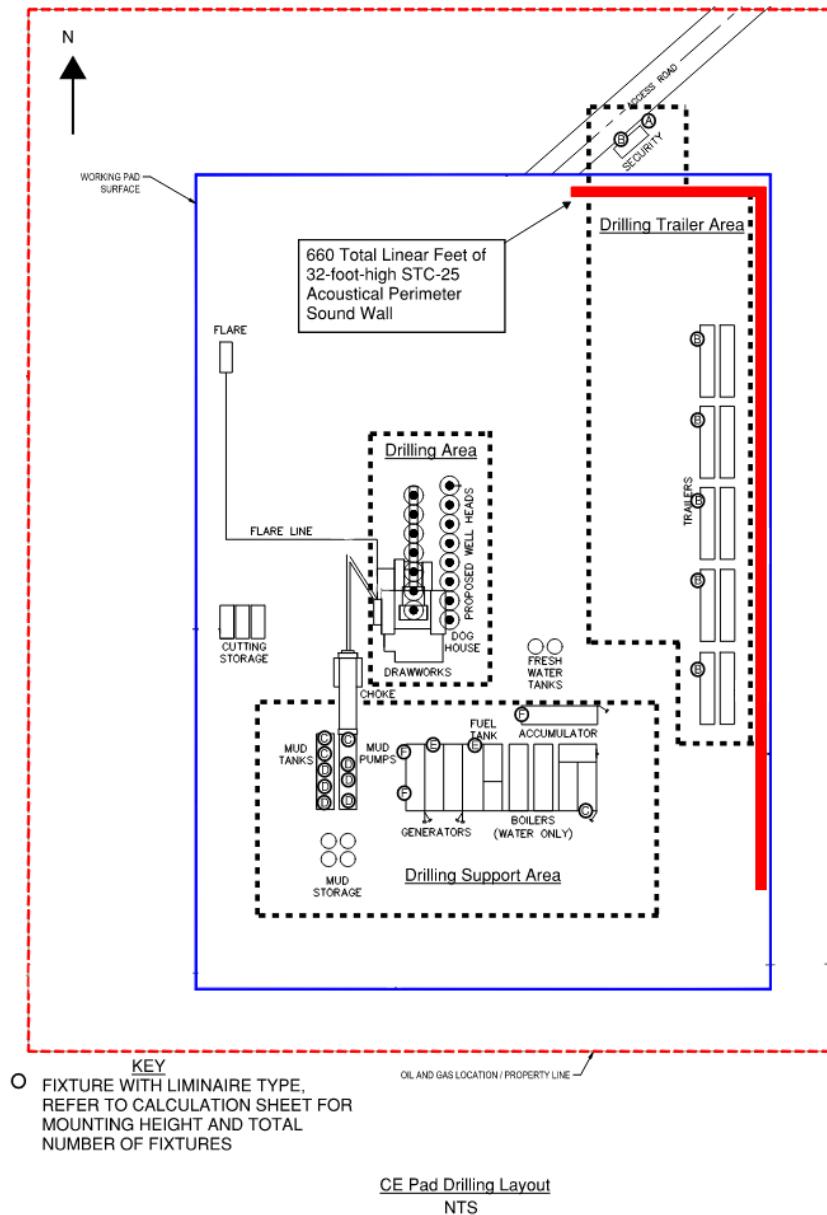 N
ACCESS ROAD
A
B
SECURITY
WORKING PAD
SURFACE
Drilling Trailer Area
660 Total Linear Feet of
32-foot-high STC-25
Acoustical Perimeter
Sound Wall
FLARE
B
B
Drilling Area
TRAILERS
B
PROPOSED WELL HEADS
FLARE LINE
B
CUTTING
STORAGE
DOG
HOUSE
DRAWWORKS
FRESH
WATER
TANKS
B
CHOKE
F
ACCUMULATOR
FUEL
TANK
MUD
TANKS
C
C
D
D
D
C
D
D
D
MUD
PUMPS
F
E
E
F
C
GENERATORS
BOILERS
(WATER ONLY)
MUD
STORAGE
Drilling Support Area
KEY
FIXTURE WITH LIMINAIRE TYPE,
REFER TO CALCULATION SHEET FOR
MOUNTING HEIGHT AND TOTAL
NUMBER OF FIXTURES
OIL AND GAS LOCATION / PROPERTY LINE
CE Pad Drilling Layout
NTS